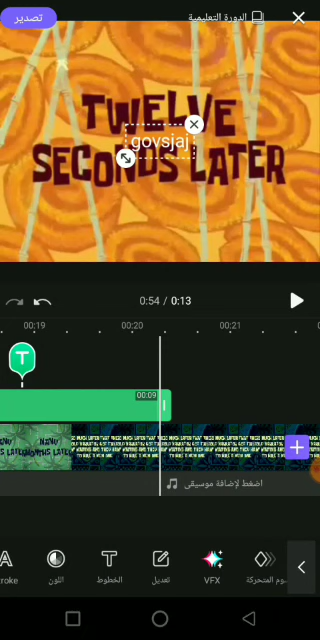 تصدير
الدورة التعليمية
TWELVE
govsjaj
SECONDS LATER
0:54 / 0:13
00:19
00:20
00:21
T
00:09
اضغط لإضافة موسيقى
roke
اللون
الخطوط
تعديل
VFX
وم المتحركة